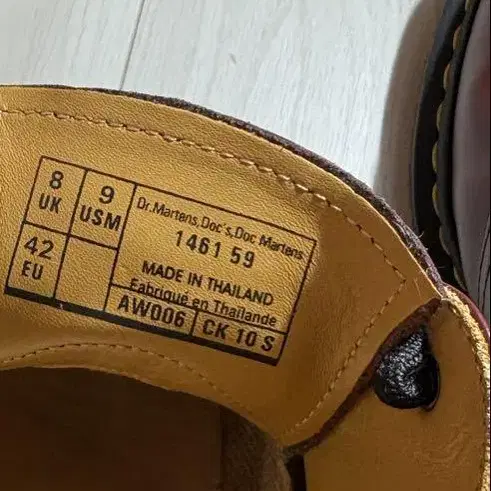 8 UK
9 USM
42 EU
Dr.Martens,Doc's,Doc Martens
1461 59
MADE IN THAILAND
Fabriqué en Thailande
AW006
CK 10 S